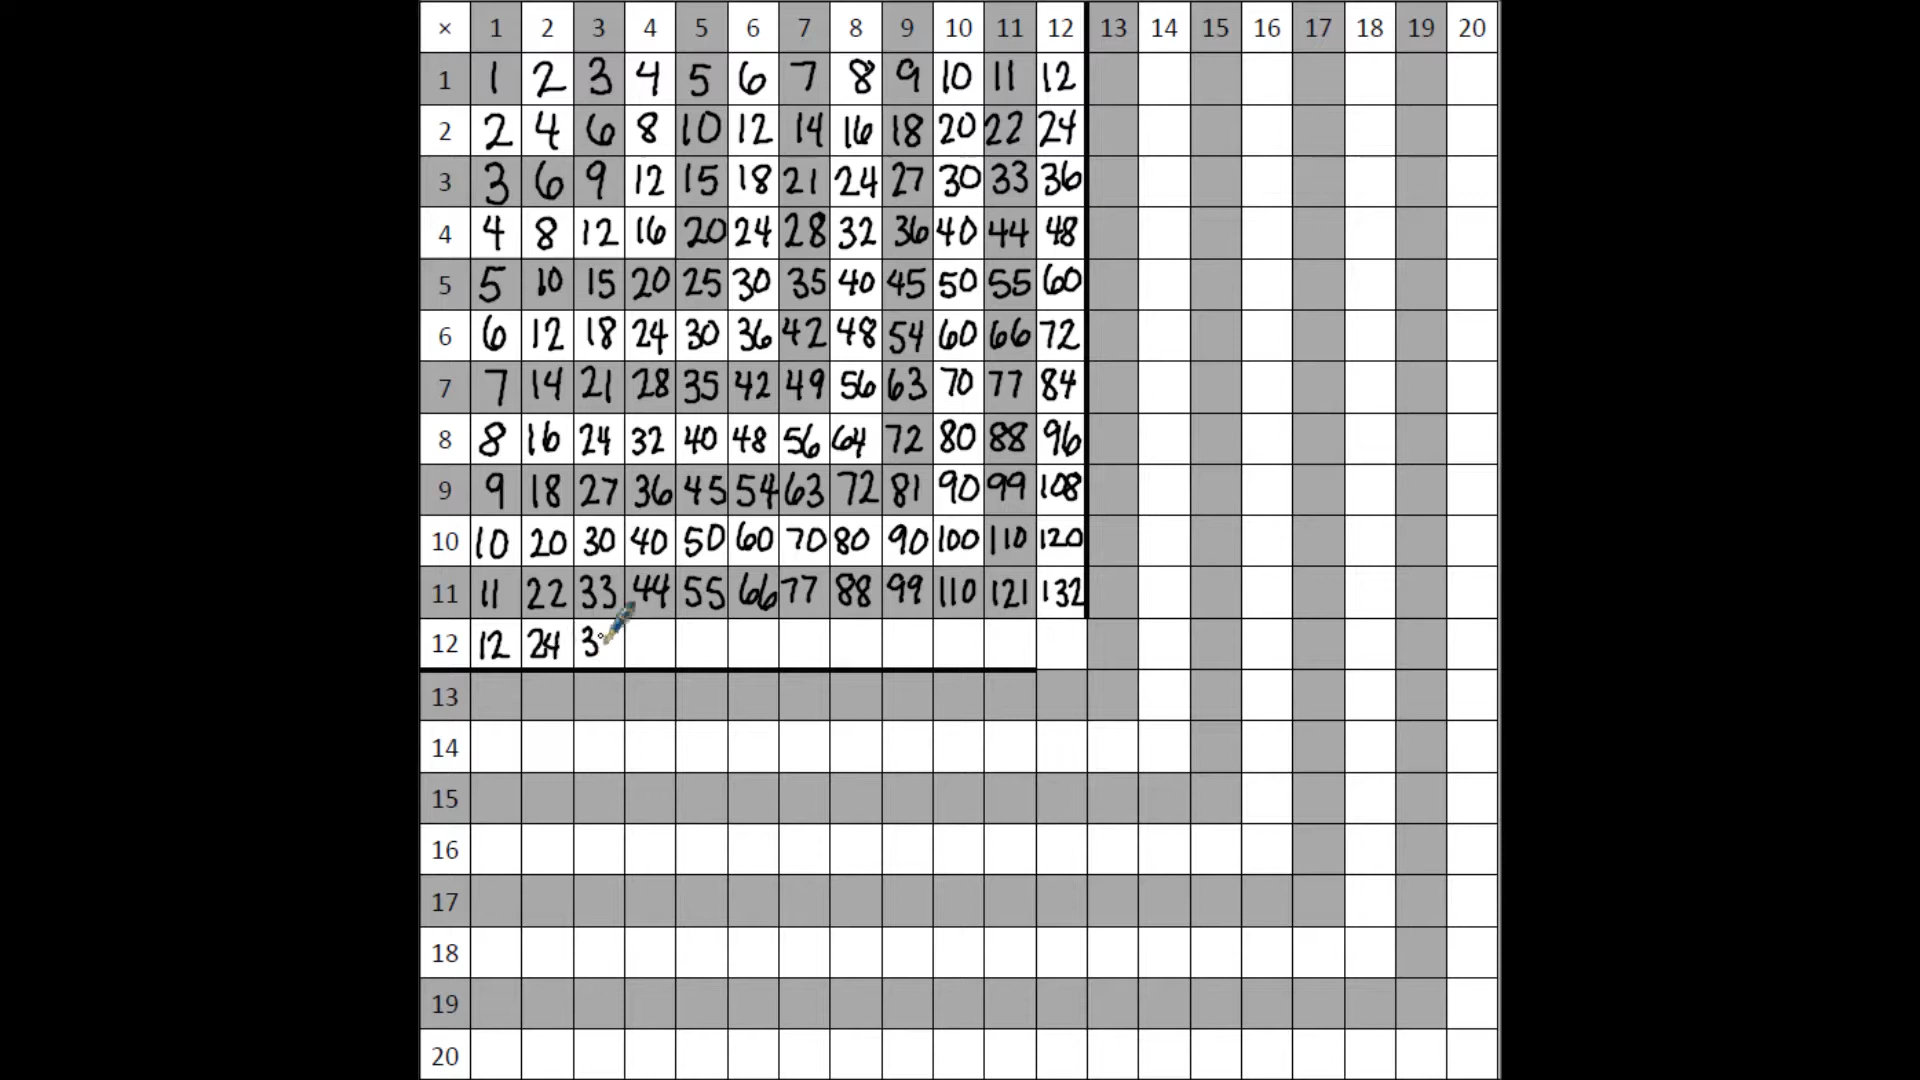 × 1 2 3 4 5 6 7 8 9 10 11 12 13 14 15 16 17 18 19 20
1 1 2 3 4 5 6 7 8 9 10 11 12
2 2 4 6 8 10 12 14 16 18 20 22 24
3 3 6 9 12 15 18 21 24 27 30 33 36
4 4 8 12 16 20 24 28 32 36 40 44 48
5 5 10 15 20 25 30 35 40 45 50 55 60
6 6 12 18 24 30 36 42 48 54 60 66 72
7 7 14 21 28 35 42 49 56 63 70 77 84
8 8 16 24 32 40 48 56 64 72 80 88 96
9 9 18 27 36 45 54 63 72 81 90 99 108
10 10 20 30 40 50 60 70 80 90 100 110 120
11 11 22 33 44 55 66 77 88 99 110 121 132
12 12 24 3
13
14
15
16
17
18
19
20